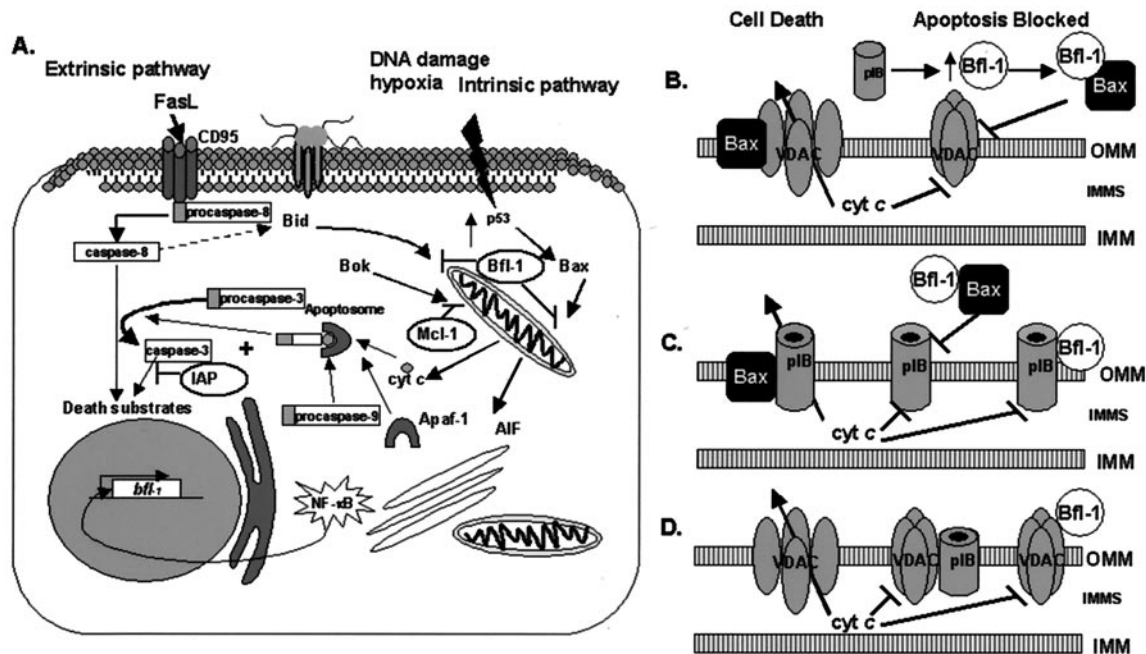 A.
Extrinsic pathway
FasL
CD95
DNA damage
hypoxia
Intrinsic pathway
procaspase-8
Bid
caspase-8
p53
Bfl-1
Bax
Bok
Mcl-1
procaspase-3
Apoptosome
caspase-3
+
IAP
cyt c
Death substrates
procaspase-9
Apaf-1
AIF
bfl-1
NF-κB
Cell Death
Apoptosis Blocked
B.
pIB
Bfl-1
Bfl-1
Bax
Bax
VDAC
VDAC
OMM
cyt c
IMMS
IMM
C.
Bfl-1
Bax
Bax
pIB
pIB
pIB
Bfl-1
OMM
cyt c
IMMS
IMM
D.
Bfl-1
VDAC
VDAC
pIB
VDAC
OMM
cyt c
IMMS
IMM